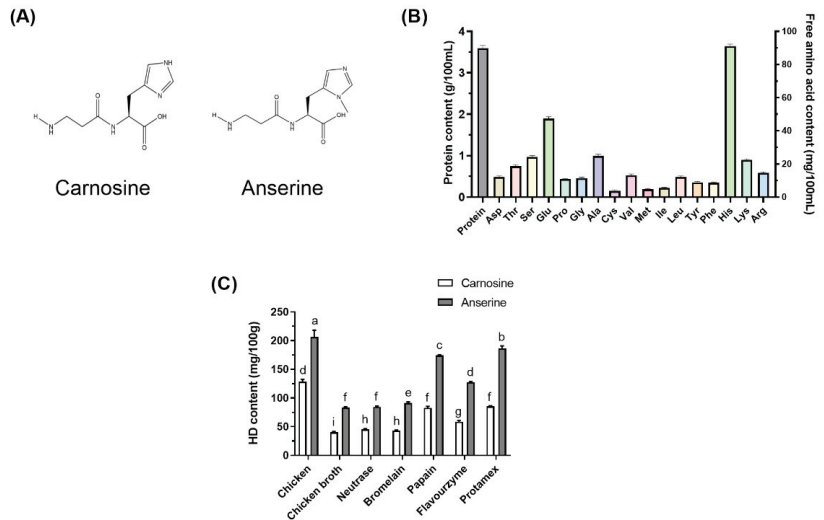 (A)
NH
N
O
H
N
H
N
H
OH
O
Carnosine
N
N
O
H
N
H
N
H
OH
O
Anserine
(B)
Protein content (g/100mL)
4
3
2
1
0
Free amino acid content (mg/100mL)
100
80
60
40
20
0
Protein
Asp
Thr
Ser
Glu
Pro
Gly
Ala
Cys
Val
Met
Ile
Leu
Tyr
Phe
His
Lys
Arg
(C)
Carnosine
Anserine
HD content (mg/100g)
250
200
150
100
50
0
d
a
i
f
h
f
h
e
f
c
g
d
f
b
Chicken
Chicken broth
Neutrase
Bromelain
Papain
Flavourzyme
Protamex